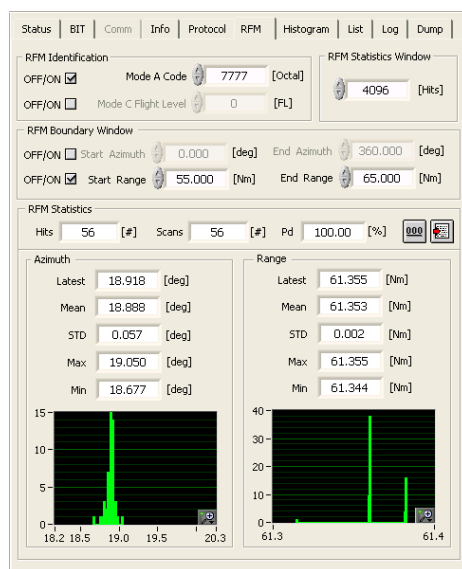 Status BIT Comm Info Protocol RFM Histogram List Log Dump
RFM Identification
OFF/ON Mode A Code 7777 [Octal]
OFF/ON Mode C Flight Level 0 [FL]
RFM Statistics Window
4096 [Hits]
RFM Boundary Window
OFF/ON Start Azimuth 0.000 [deg] End Azimuth 360.000 [deg]
OFF/ON Start Range 55.000 [Nm] End Range 65.000 [Nm]
RFM Statistics
Hits 56 [#] Scans 56 [#] Pd 100.00 [%] 000
Azimuth
Latest 18.918 [deg]
Mean 18.888 [deg]
STD 0.057 [deg]
Max 19.050 [deg]
Min 18.677 [deg]
15
10
5
0
18.2 18.5 19.0 19.5 20.3
Range
Latest 61.355 [Nm]
Mean 61.353 [Nm]
STD 0.002 [Nm]
Max 61.355 [Nm]
Min 61.344 [Nm]
40
30
20
10
0
61.3 61.4